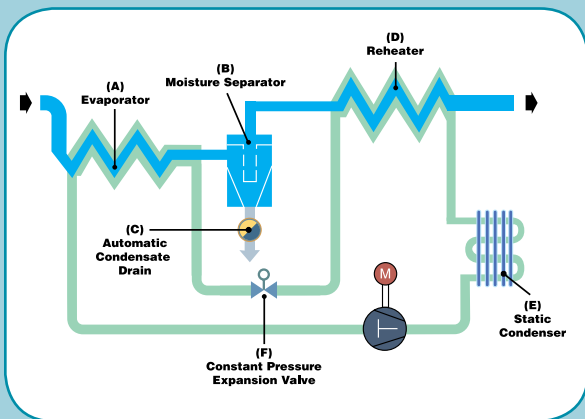 (D)
Reheater
(B)
Moisture Separator
(A)
Evaporator
(C)
Automatic
Condensate
Drain
M
(E)
Static
Condenser
(F)
Constant Pressure
Expansion Valve